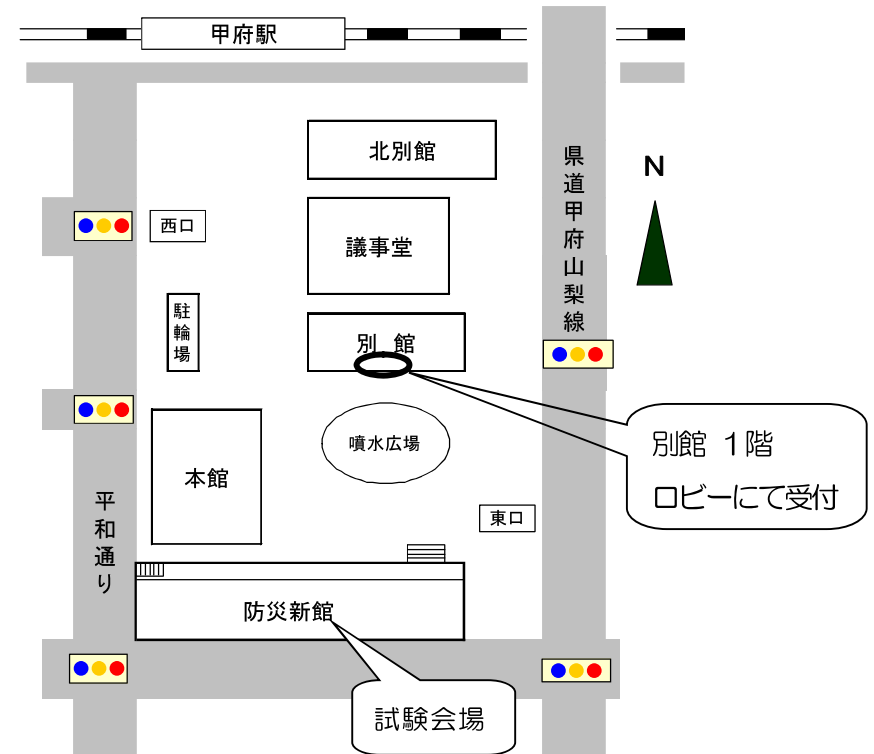 甲府駅
北別館
県道甲府山梨線
N
西口
議事堂
駐輪場
別 館
別館 1階
ロビーにて受付
噴水広場
本館
東口
平和通り
防災新館
試験会場